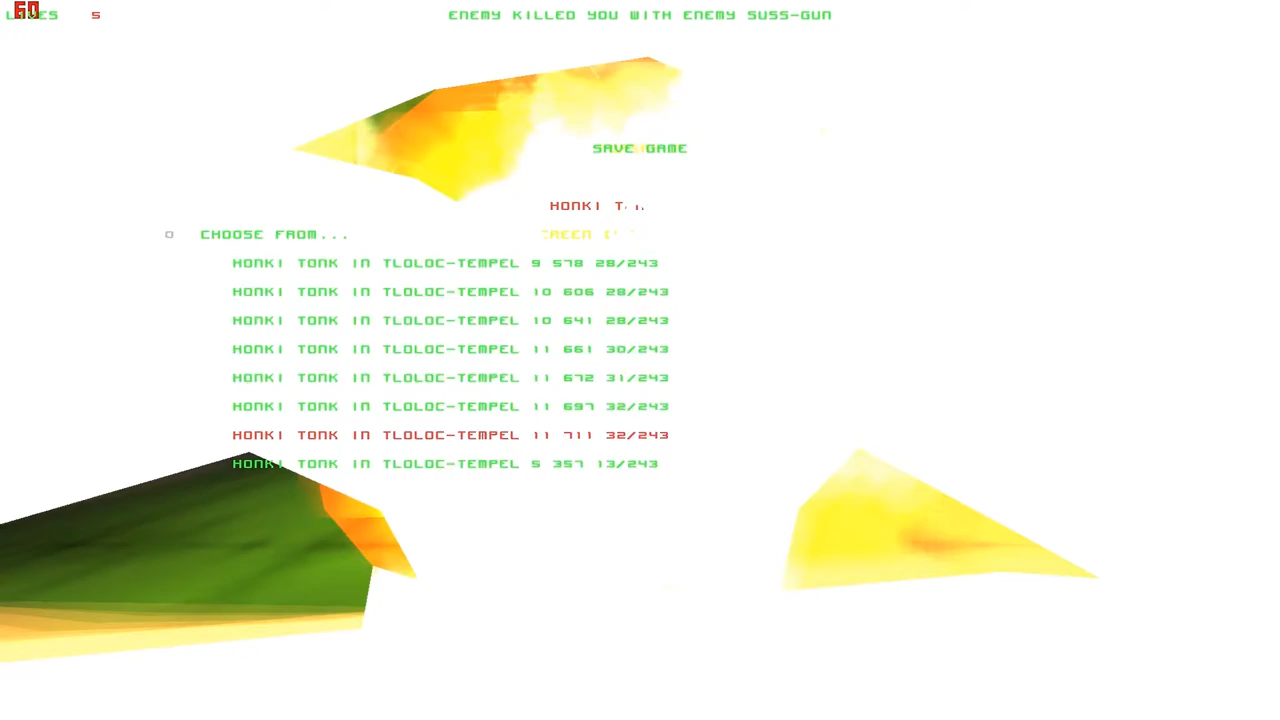 60
LIVES 5
ENEMY KILLED YOU WITH ENEMY SUSS-GUN
SAVE GAME
HONKI
CHOOSE FROM...
HONKI TONK IN TLOLOC-TEMPEL 9 578 28/243
HONKI TONK IN TLOLOC-TEMPEL 10 606 28/243
HONKI TONK IN TLOLOC-TEMPEL 10 641 28/243
HONKI TONK IN TLOLOC-TEMPEL 11 661 30/243
HONKI TONK IN TLOLOC-TEMPEL 11 672 31/243
HONKI TONK IN TLOLOC-TEMPEL 11 697 32/243
HONKI TONK IN TLOLOC-TEMPEL 11 711 32/243
HONKI TONK IN TLOLOC-TEMPEL 5 357 13/243